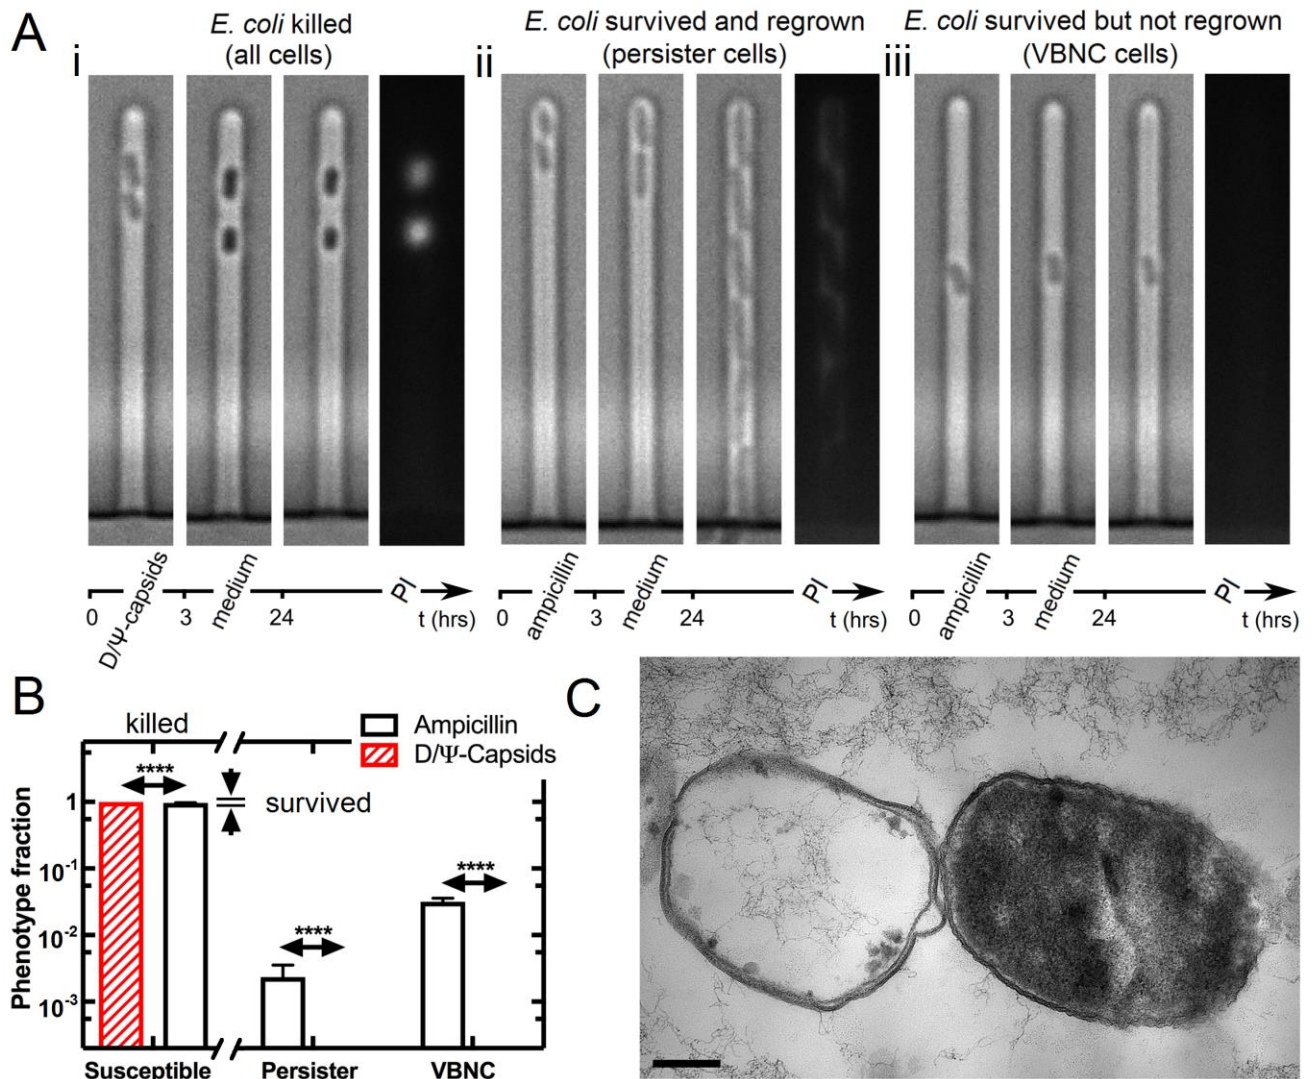 A
i
E. coli killed
(all cells)
ii
E. coli survived and regrown
(persister cells)
iii
E. coli survived but not regrown
(VBNC cells)
0 D/Ψ-capsids 3 medium 24 PI t (hrs)
0 ampicillin 3 medium 24 PI t (hrs)
0 ampicillin 3 medium 24 PI t (hrs)
B
killed
Ampicillin
D/Ψ-Capsids
****
survived
****
****
Phenotype fraction
1
10⁻¹
10⁻²
10⁻³
Susceptible Persister VBNC
C